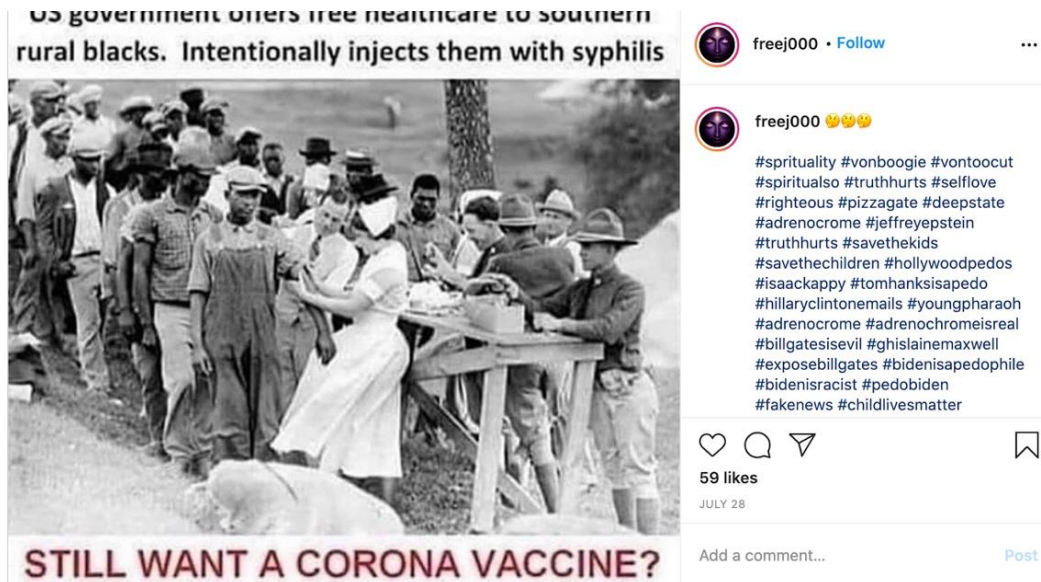 US government offers free healthcare to southern
rural blacks. Intentionally injects them with syphilis
STILL WANT A CORONA VACCINE?
freej000 • Follow
freej000 🤔🤔🤔
#sprituality #vonboogie #vontoocut
#spiritualso #truthhurts #selflove
#righteous #pizzagate #deepstate
#adrenocrome #jeffreyepstein
#truthhurts #savethekids
#savethechildren #hollywoodpedos
#isaackappy #tomhanksisapedo
#hillaryclintonemails #youngpharaoh
#adrenocrome #adrenochromeisreal
#billgatesisevil #ghislainemaxwell
#exposebillgates #bidenisapedophile
#bidenisracist #pedobiden
#fakenews #childlivesmatter
59 likes
JULY 28
Add a comment... Post